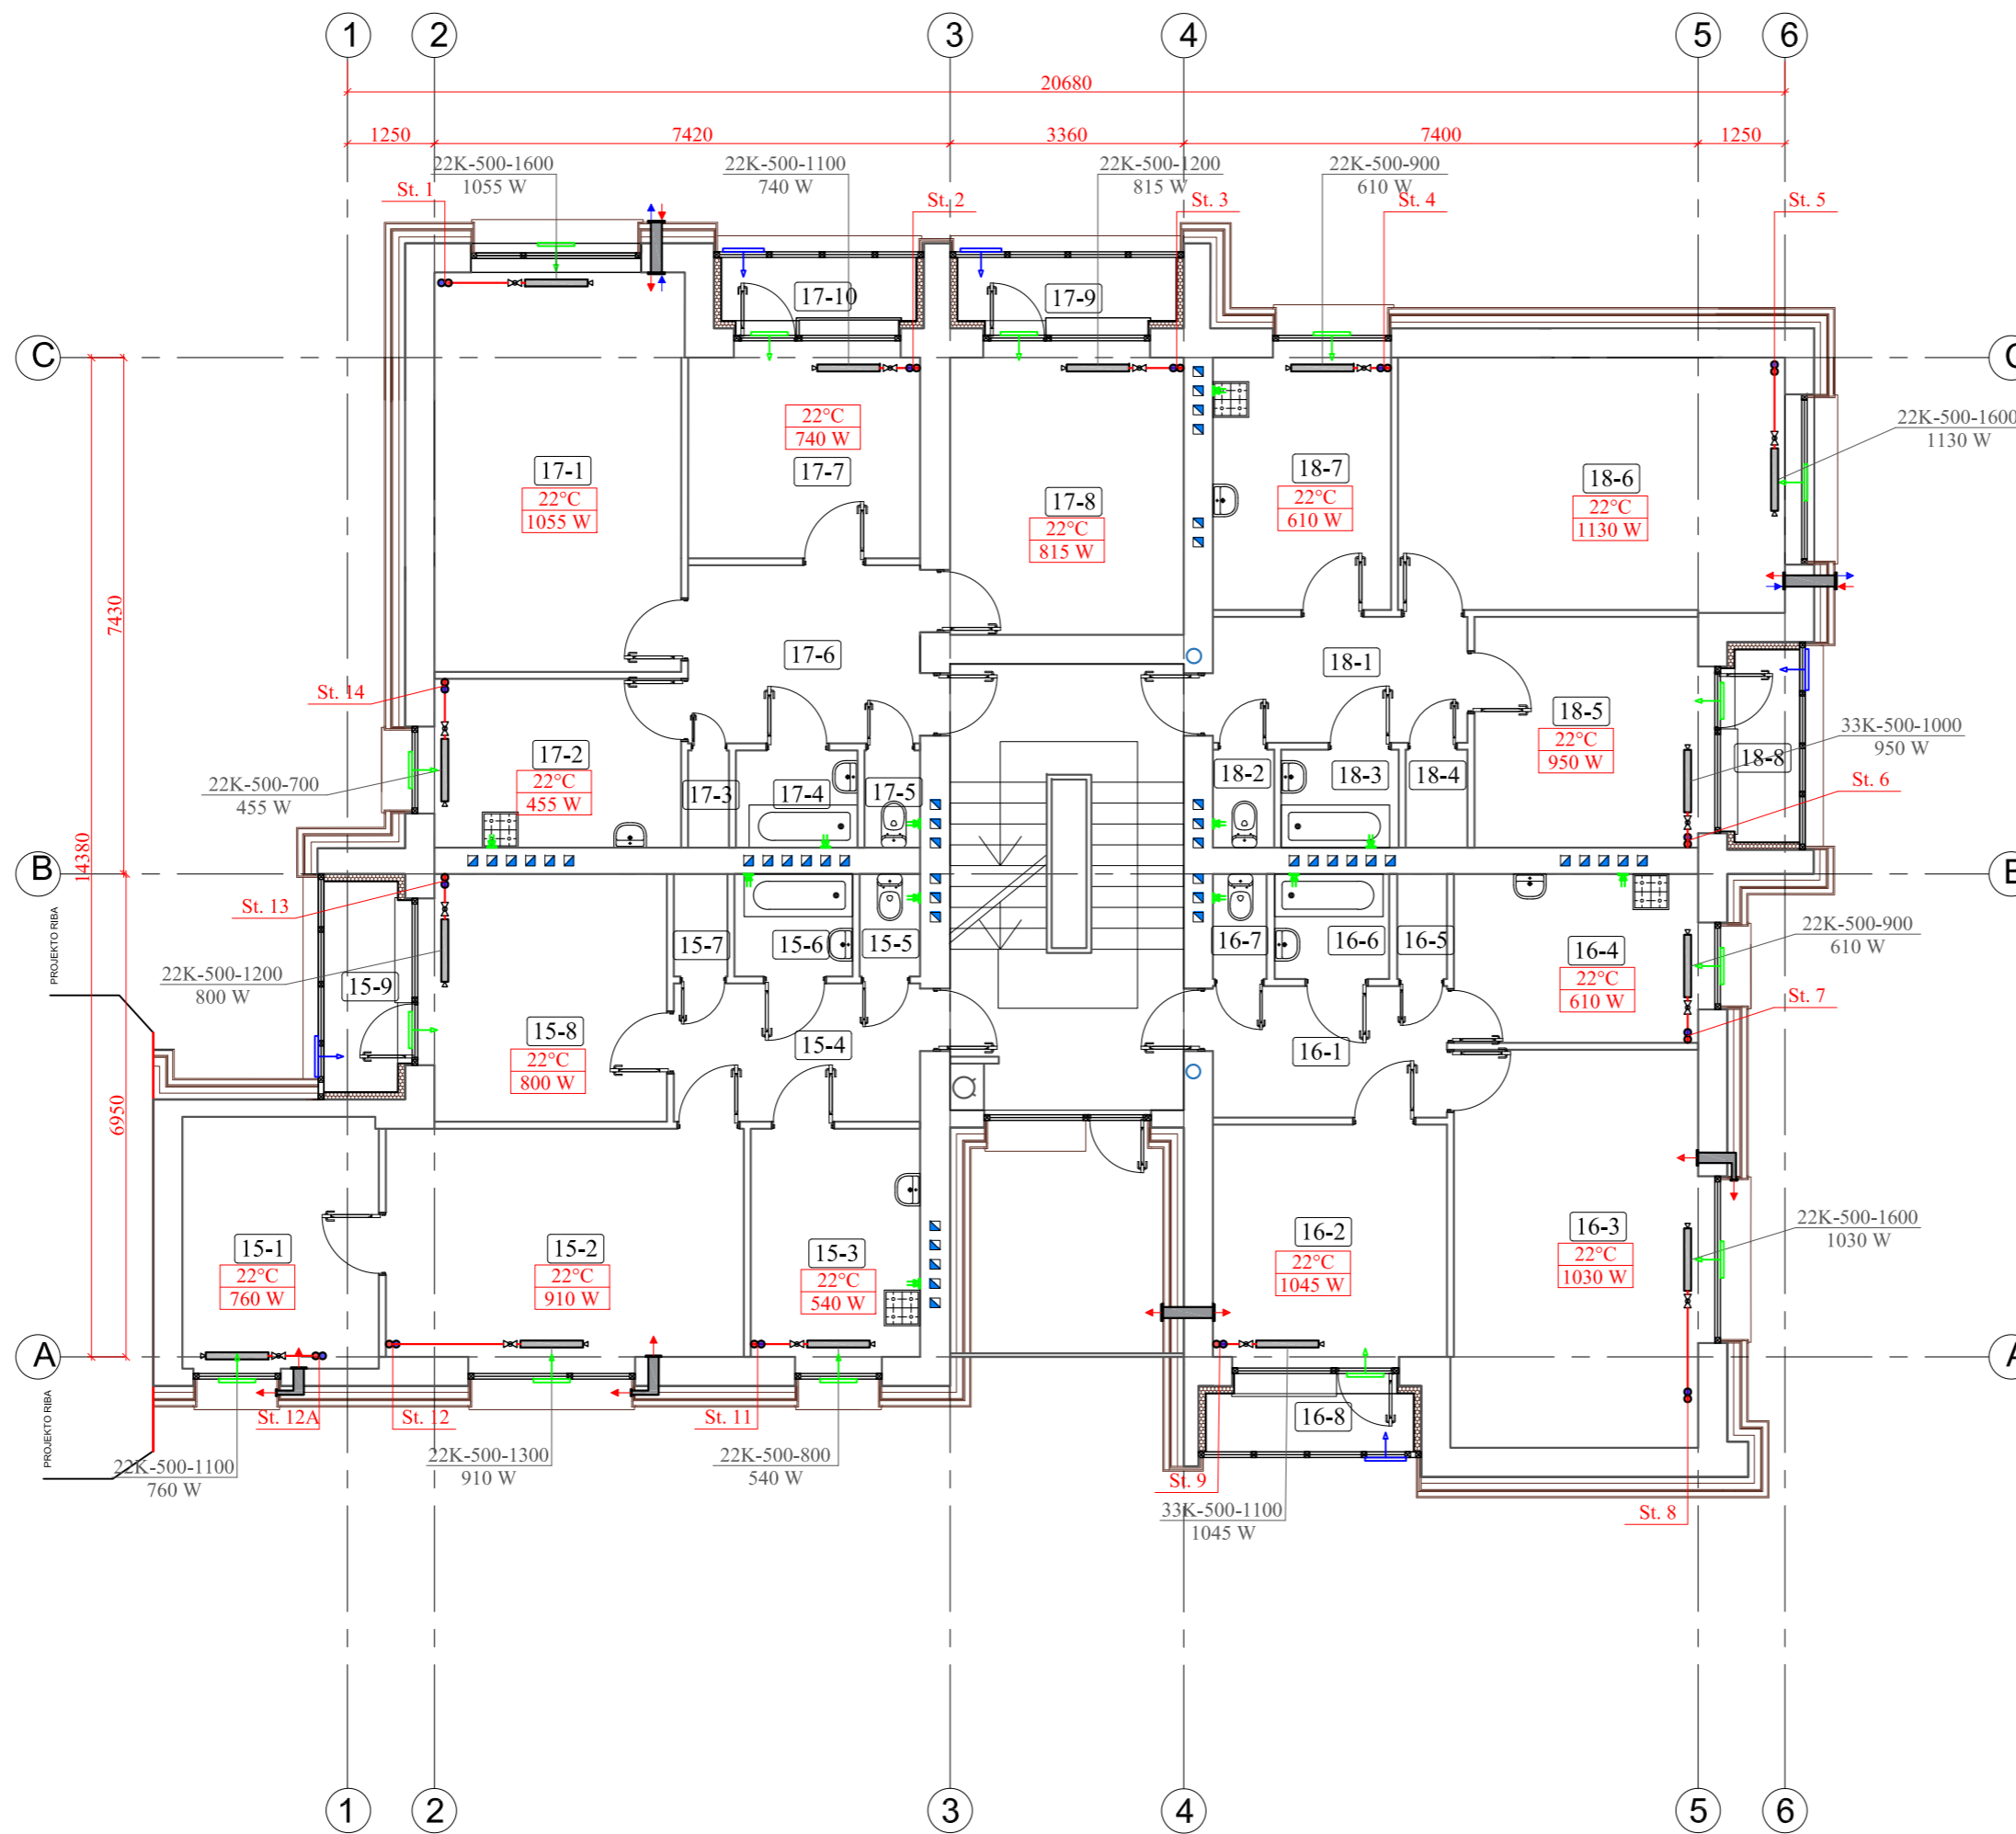 1
2
3
4
5
6
20680
1250
7420
3360
7400
1250
22K-500-1600
1055 W
22K-500-1100
740 W
22K-500-1200
815 W
22K-500-900
610 W
St. 1
St. 2
St. 3
St. 4
St. 5
17-10
17-9
C
22K-500-1600
1130 W
22°C
740 W
17-7
17-1
22°C
1055 W
17-8
22°C
815 W
18-7
22°C
610 W
18-6
22°C
1130 W
7430
14380
17-6
18-1
St. 14
17-2
22°C
455 W
22K-500-700
455 W
17-3
17-4
17-5
18-2
18-3
18-4
18-5
22°C
950 W
18-8
33K-500-1000
950 W
St. 6
B
St. 13
PROJEKTO RIBA
22K-500-1200
800 W
15-9
15-7
15-6
15-5
16-7
16-6
16-5
16-4
22°C
610 W
22K-500-900
610 W
St. 7
15-8
22°C
800 W
15-4
16-1
6950
15-1
22°C
760 W
15-2
22°C
910 W
15-3
22°C
540 W
16-2
22°C
1045 W
16-3
22°C
1030 W
22K-500-1600
1030 W
A
A
PROJEKTO RIBA
St. 12A
St. 12
St. 11
16-8
22K-500-1100
760 W
22K-500-1300
910 W
22K-500-800
540 W
St. 9
33K-500-1100
1045 W
St. 8
1
2
3
4
5
6